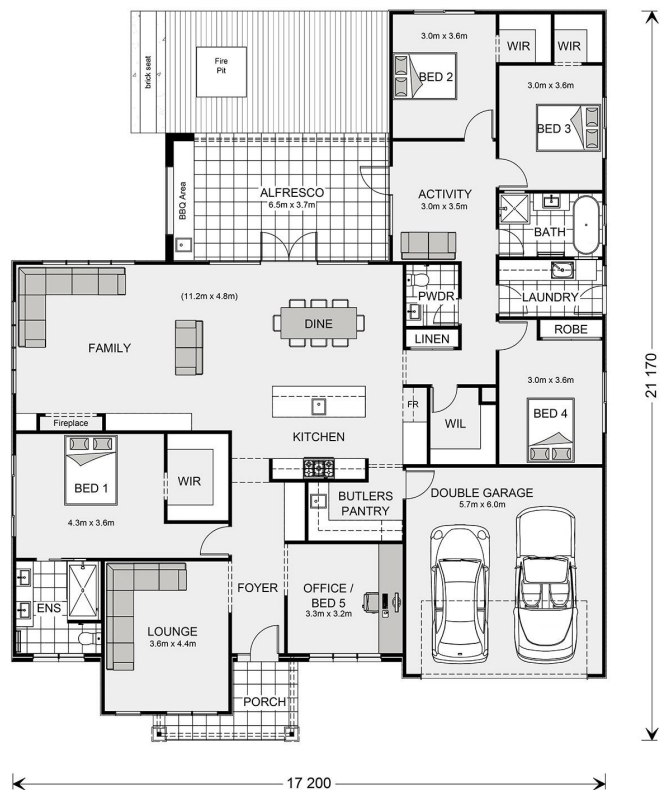 3.0m x 3.6m
WIR
WIR
BED 2
Fire
Pit
brick seat
3.0m x 3.6m
BED 3
BBQ Area
ALFRESCO
6.5m x 3.7m
ACTIVITY
3.0m x 3.5m
BATH
(11.2m x 4.8m)
PWDR
LAUNDRY
DINE
LINEN
ROBE
FAMILY
3.0m x 3.6m
21 170
FR
BED 4
Fireplace
WIL
KITCHEN
WIR
BED 1
BUTLERS
PANTRY
DOUBLE GARAGE
5.7m x 6.0m
4.3m x 3.6m
FOYER
OFFICE /
BED 5
3.3m x 3.2m
ENS
LOUNGE
3.6m x 4.4m
PORCH
17 200